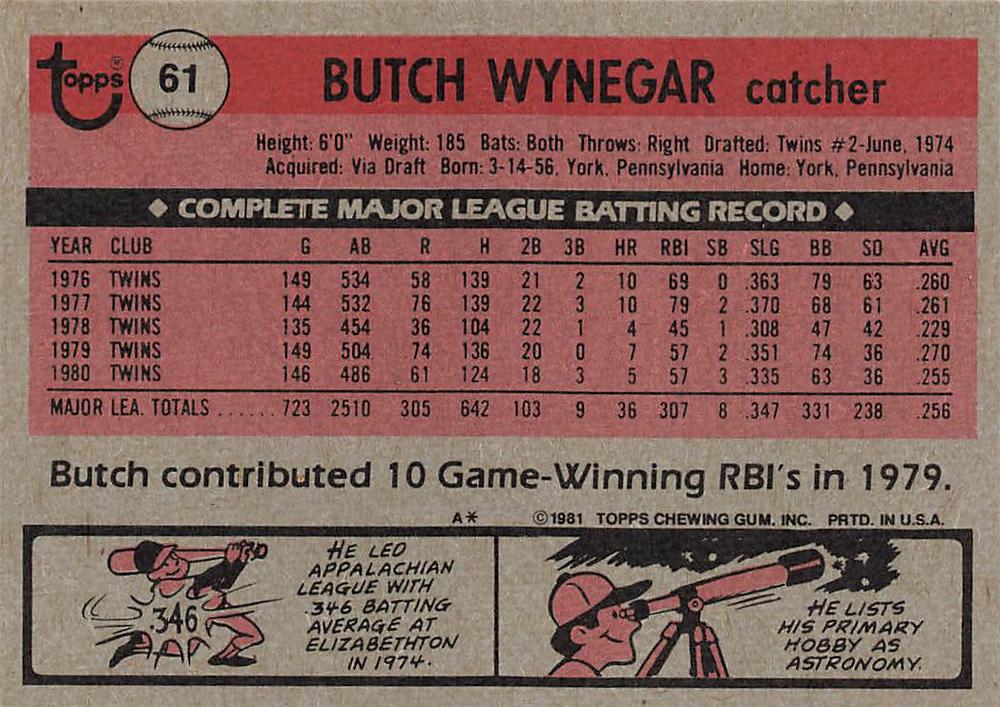 topps®
61
BUTCH WYNEGAR catcher
Height: 6'0" Weight: 185 Bats: Both Throws: Right Drafted: Twins #2-June, 1974
Acquired: Via Draft Born: 3-14-56, York, Pennsylvania Home: York, Pennsylvania
◆ COMPLETE MAJOR LEAGUE BATTING RECORD ◆
YEAR CLUB G AB R H 2B 3B HR RBI SB SLG BB SO AVG
1976 TWINS 149 534 58 139 21 2 10 69 0 .363 79 63 .260
1977 TWINS 144 532 76 139 22 3 10 79 2 .370 68 61 .261
1978 TWINS 135 454 36 104 22 1 4 45 1 .308 47 42 .229
1979 TWINS 149 504 74 136 20 0 7 57 2 .351 74 36 .270
1980 TWINS 146 486 61 124 18 3 5 57 3 .335 63 36 .255
MAJOR LEA. TOTALS ......723 2510 305 642 103 9 36 307 8 .347 331 238 .256
Butch contributed 10 Game-Winning RBI's in 1979.
A* ©1981 TOPPS CHEWING GUM, INC. PRTD. IN U.S.A.
.346
HE LED
APPALACHIAN
LEAGUE WITH
.346 BATTING
AVERAGE AT
ELIZABETHTON
IN 1974.
HE LISTS
HIS PRIMARY
HOBBY AS
ASTRONOMY.